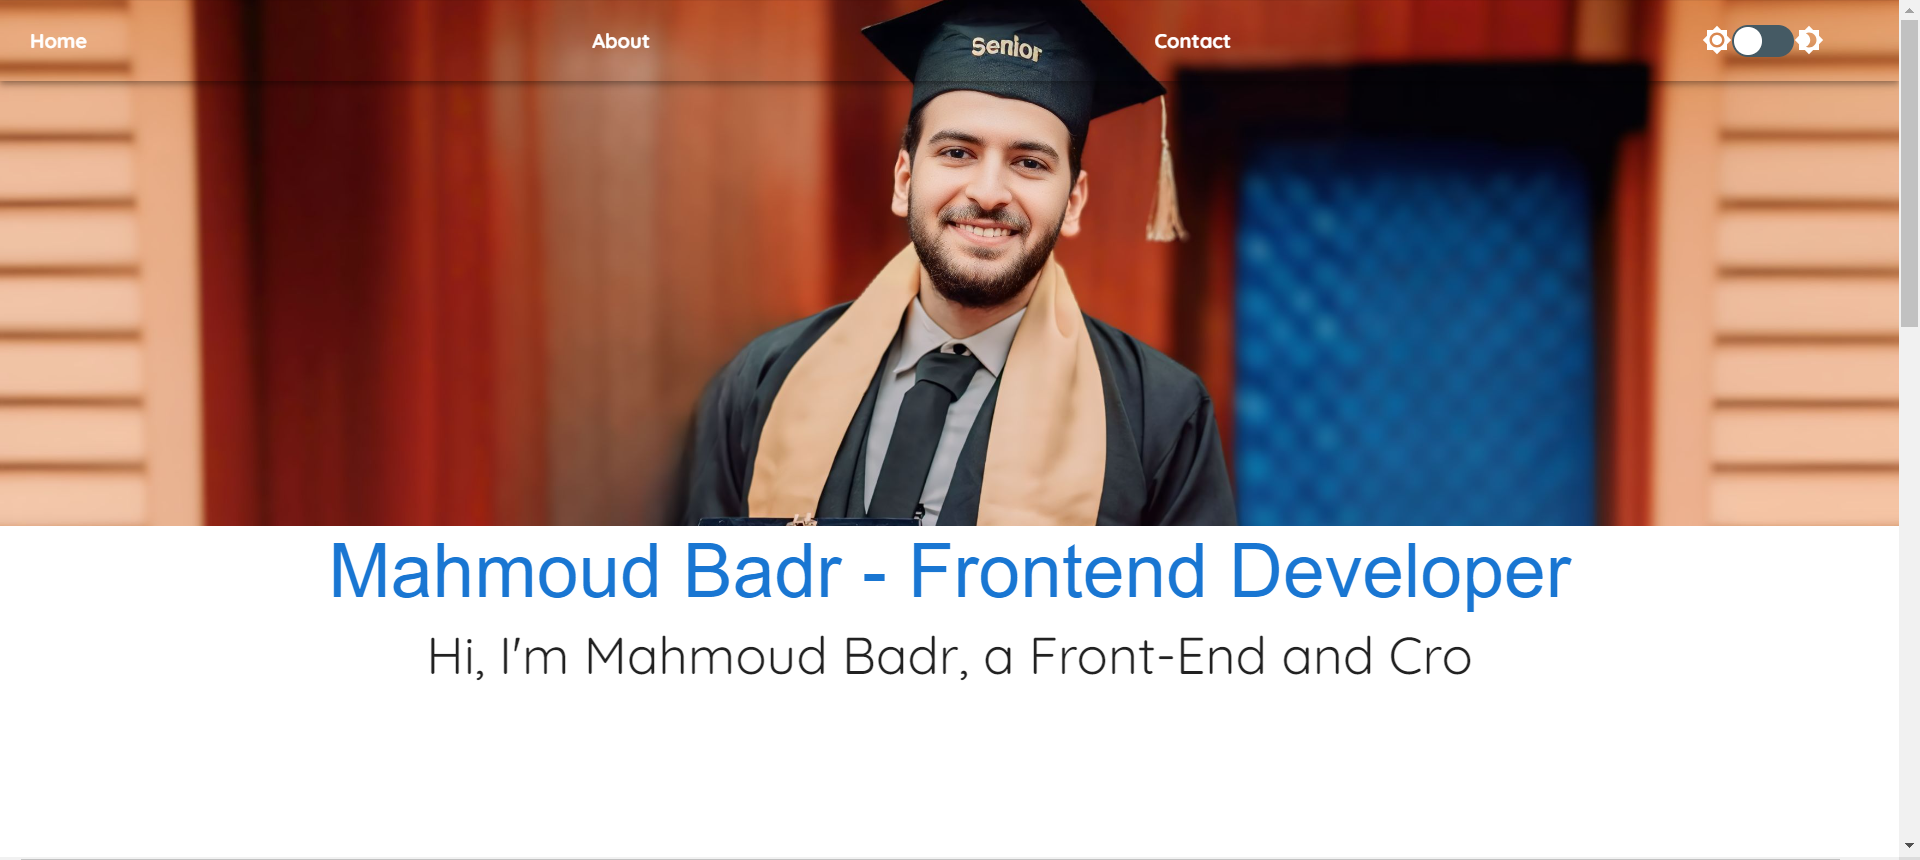 Home About Contact
Senior
Mahmoud Badr - Frontend Developer
Hi, I'm Mahmoud Badr, a Front-End and Cro